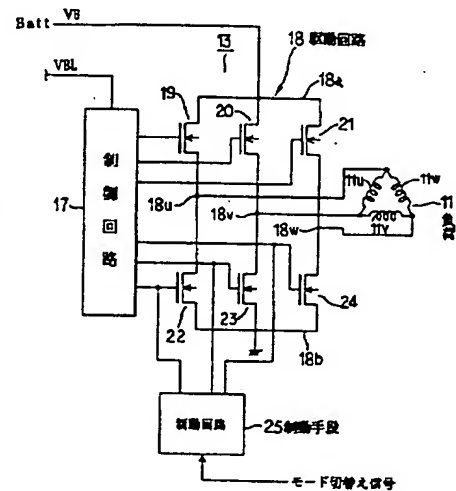 Batt VB
13
18 駆動回路
VBL
18a
19
20
21
制御回路
17
18u
18v
18w
11u
11w
11v
11
負荷
22
23
24
18b
制動回路
25制動手段
モード切替え信号